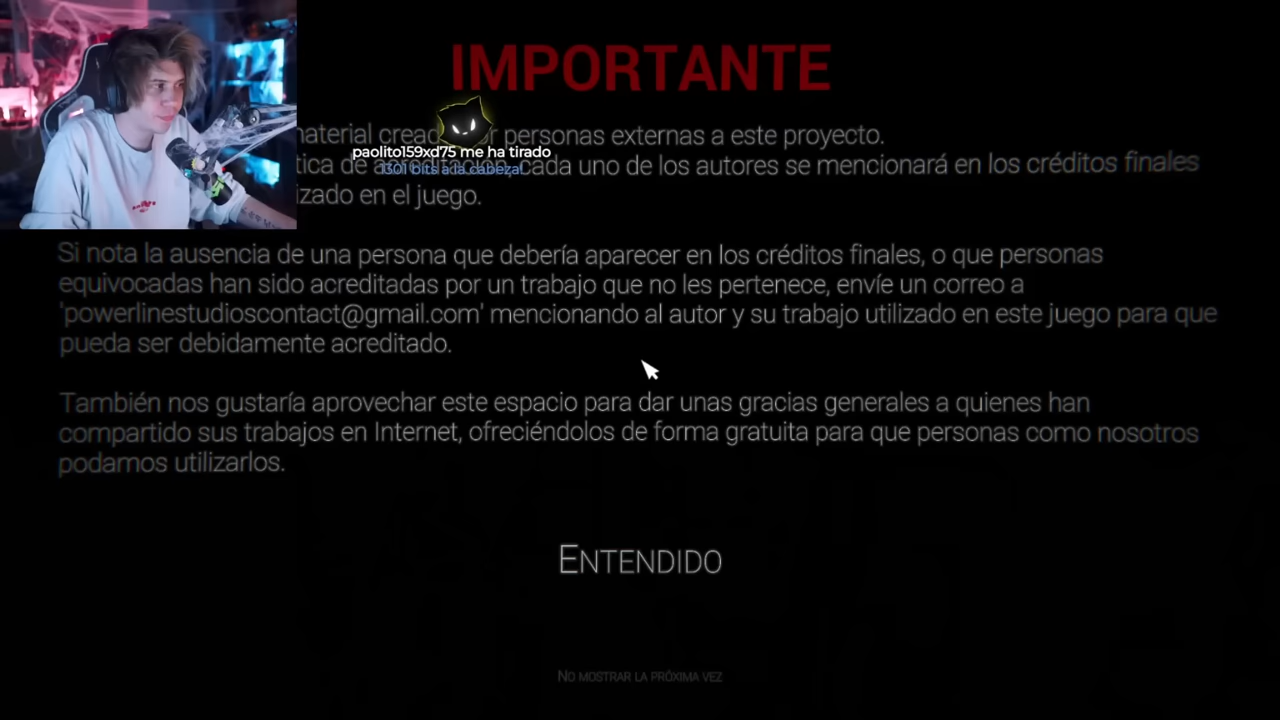 IMPORTANTE
material personas externas a este proyecto.
paolito159xd75 me ha tirado
1301 bits a la cabeza!
cada uno de los autores se mencionará en los créditos finales
en el juego.
Si nota la ausencia de una persona que debería aparecer en los créditos finales, o que personas
equivocadas han sido acreditadas por un trabajo que no les pertenece, envíe un correo a
'powerlinestudioscontact@gmail.com' mencionando al autor y su trabajo utilizado en este juego para que
pueda ser debidamente acreditado.
También nos gustaría aprovechar este espacio para dar unas gracias generales a quienes han
compartido sus trabajos en Internet, ofreciéndolos de forma gratuita para que personas como nosotros
podamos utilizarlos.
ENTENDIDO
NO MOSTRAR LA PRÓXIMA VEZ